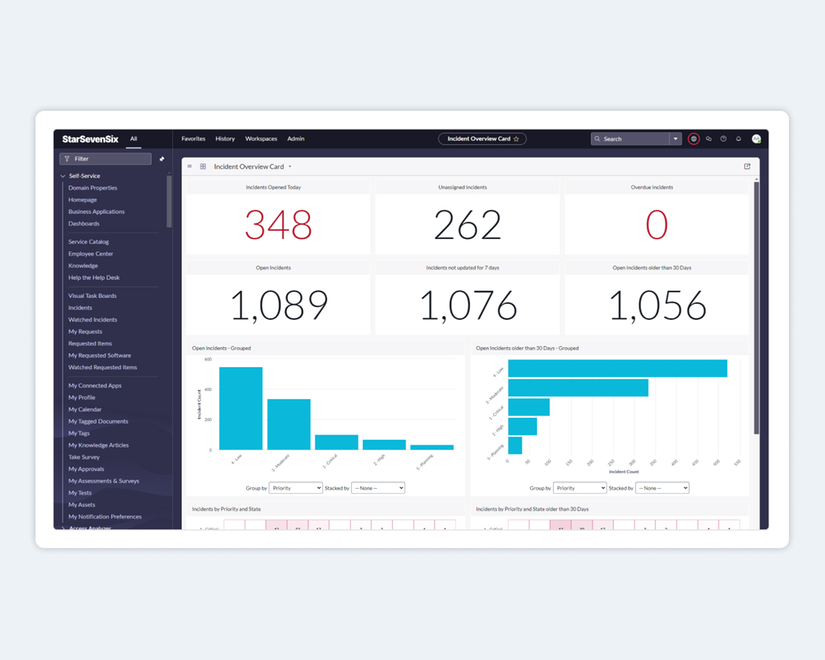 StarSevenSix All Favorites History Workspaces Admin Incident Overview Card Search
Filter
Self-Service
Domain Properties
Homepage
Business Applications
Dashboards
Service Catalog
Employee Center
Knowledge
Help the Help Desk
Visual Task Boards
Incidents
Watched Incidents
My Requests
Requested Items
My Requested Software
Watched Requested Items
My Connected Apps
My Profile
My Calendar
My Tagged Documents
My Tags
My Knowledge Articles
Take Survey
My Approvals
My Assessments & Surveys
My Tests
My Assets
My Notification Preferences
Access Analyzer
Incident Overview Card
Incidents Opened Today Unassigned Incidents Overdue Incidents
348 262 0
Open Incidents Incidents not updated for 7 days Open Incidents older than 30 Days
1,089 1,076 1,056
Open Incidents - Grouped
600
400
200
0
Incident Count
4 - Low
3 - Moderate
1 - Critical
2 - High
5 - Planning
Group by Priority Stacked by -- None --
Open Incidents older than 30 Days - Grouped
4 - Low
3 - Moderate
1 - Critical
2 - High
5 - Planning
0 50 100 150 200 250 300 350 400 450 500 550
Incident Count
Group by Priority Stacked by -- None --
Incidents by Priority and State
Incidents by Priority and State older than 30 Days